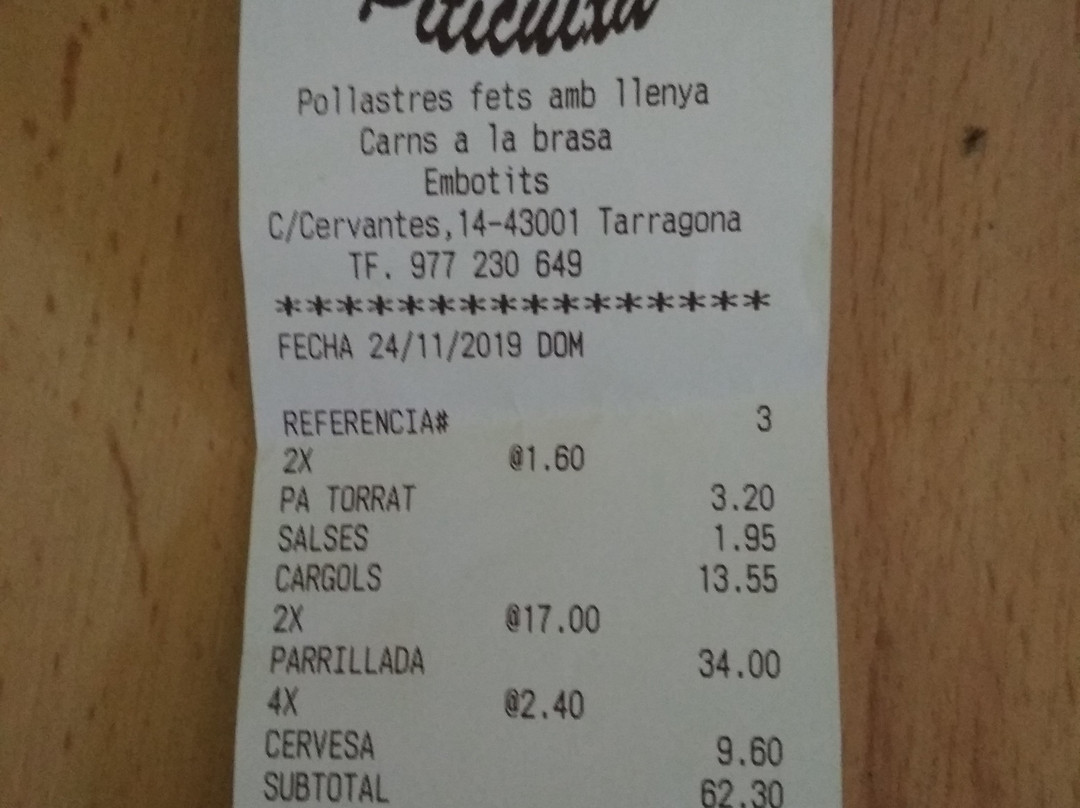 Pollastres fets amb llenya
Carns a la brasa
Embotits
C/Cervantes,14-43001 Tarragona
TF. 977 230 649
*****************
FECHA 24/11/2019 DOM
REFERENCIA# 3
2X @1.60
PA TORRAT 3.20
SALSES 1.95
CARGOLS 13.55
2X @17.00
PARRILLADA 34.00
4X @2.40
CERVESA 9.60
SUBTOTAL 62.30